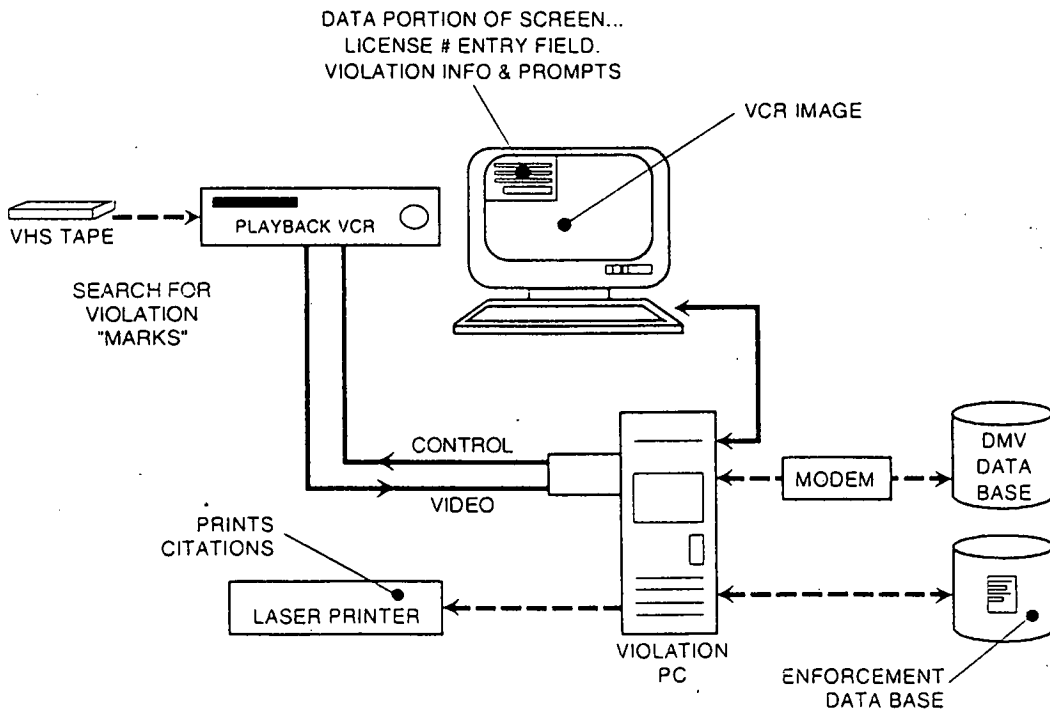 DATA PORTION OF SCREEN...
LICENSE # ENTRY FIELD.
VIOLATION INFO & PROMPTS
VCR IMAGE
PLAYBACK VCR
VHS TAPE
SEARCH FOR
VIOLATION
"MARKS"
CONTROL
VIDEO
MODEM
DMV
DATA
BASE
PRINTS
CITATIONS
LASER PRINTER
VIOLATION
PC
ENFORCEMENT
DATA BASE